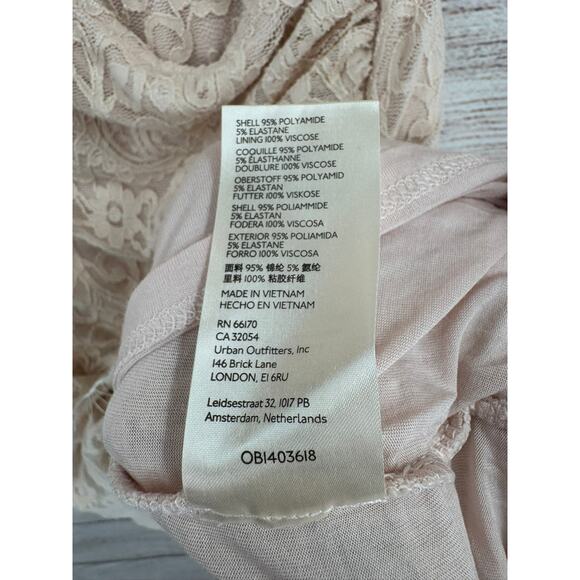 SHELL 95% POLYAMIDE
5% ELASTANE
LINING 100% VISCOSE
COQUILLE 95% POLYAMIDE
5% ÉLASTHANNE
DOUBLURE 100% VISCOSE
OBERSTOFF 95% POLYAMID
5% ELASTAN
FUTTER 100% VISKOSE
SHELL 95% POLIAMMIDE
5% ELASTAN
FODERA 100% VISCOSA
EXTERIOR 95% POLIAMIDA
5% ELASTANE
FORRO 100% VISCOSA
面料 95% 锦纶 5% 氨纶
里料 100% 粘胶纤维
MADE IN VIETNAM
HECHO EN VIETNAM
RN 66170
CA 32054
Urban Outfitters, Inc
146 Brick Lane
LONDON, E1 6RU
Leidsestraat 32, 1017 PB
Amsterdam, Netherlands
OB1403618